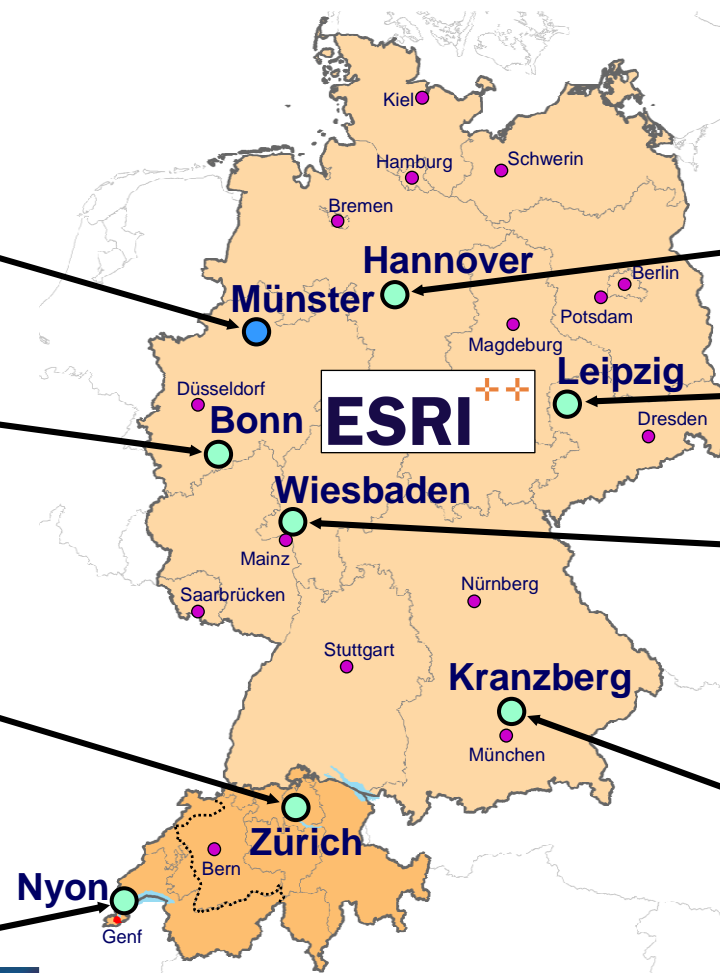 Kiel
Hamburg
Schwerin
Bremen
Hannover
Berlin
Münster
Potsdam
Magdeburg
Leipzig
Düsseldorf
Bonn
ESRI
Dresden
Wiesbaden
Mainz
Nürnberg
Saarbrücken
Stuttgart
Kranzberg
München
Zürich
Bern
Nyon
Genf